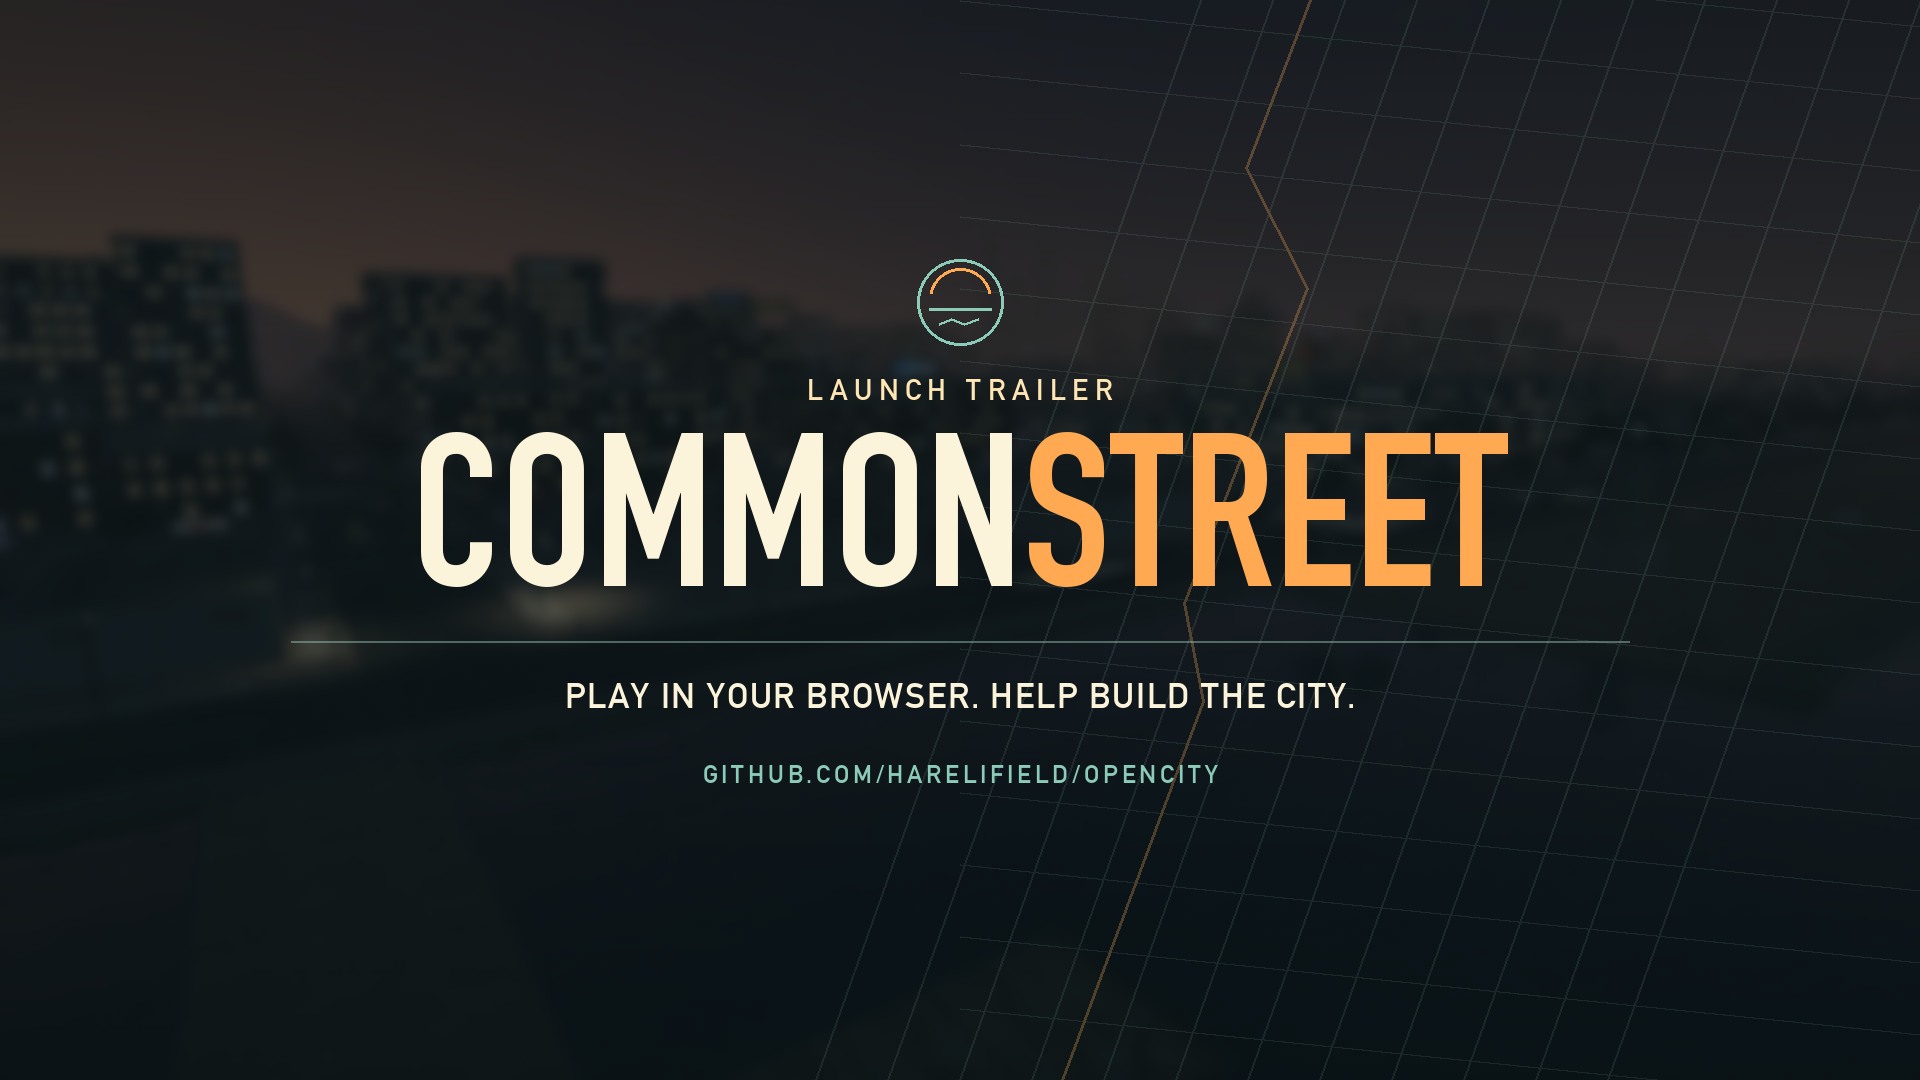 LAUNCH TRAILER
COMMONSTREET
PLAY IN YOUR BROWSER. HELP BUILD THE CITY.
GITHUB.COM/HARELIFIELD/OPENCITY